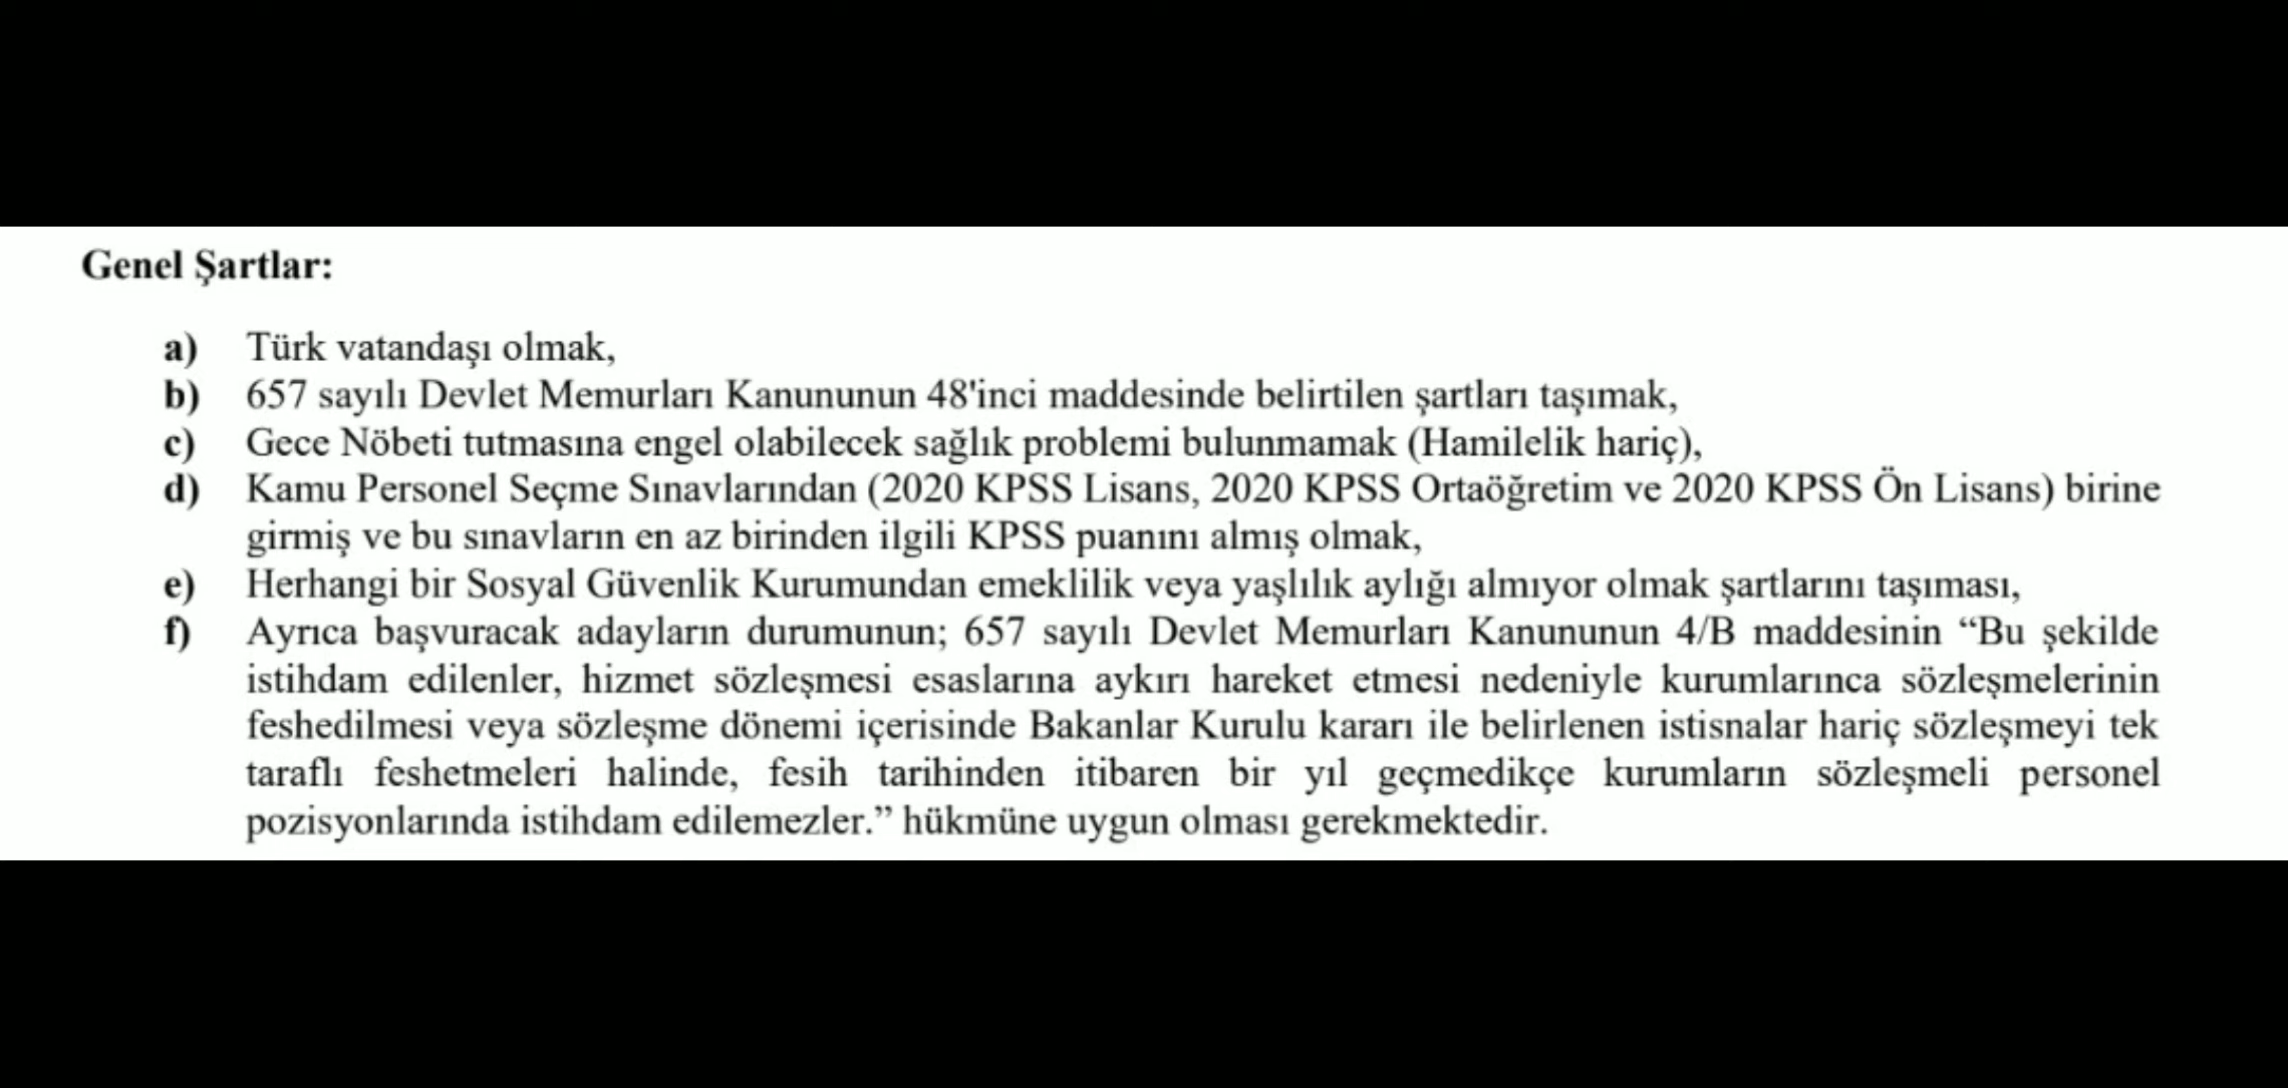 Genel Şartlar:
a) Türk vatandaşı olmak,
b) 657 sayılı Devlet Memurları Kanununun 48'inci maddesinde belirtilen şartları taşımak,
c) Gece Nöbeti tutmasına engel olabilecek sağlık problemi bulunmamak (Hamilelik hariç),
d) Kamu Personel Seçme Sınavlarından (2020 KPSS Lisans, 2020 KPSS Ortaöğretim ve 2020 KPSS Ön Lisans) birine
girmiş ve bu sınavların en az birinden ilgili KPSS puanını almış olmak,
e) Herhangi bir Sosyal Güvenlik Kurumundan emeklilik veya yaşlılık aylığı almıyor olmak şartlarını taşıması,
f) Ayrıca başvuracak adayların durumunun; 657 sayılı Devlet Memurları Kanununun 4/B maddesinin “Bu şekilde
istihdam edilenler, hizmet sözleşmesi esaslarına aykırı hareket etmesi nedeniyle kurumlarınca sözleşmelerinin
feshedilmesi veya sözleşme dönemi içerisinde Bakanlar Kurulu kararı ile belirlenen istisnalar hariç sözleşmeyi tek
taraflı feshetmeleri halinde, fesih tarihinden itibaren bir yıl geçmedikçe kurumların sözleşmeli personel
pozisyonlarında istihdam edilemezler.” hükmüne uygun olması gerekmektedir.